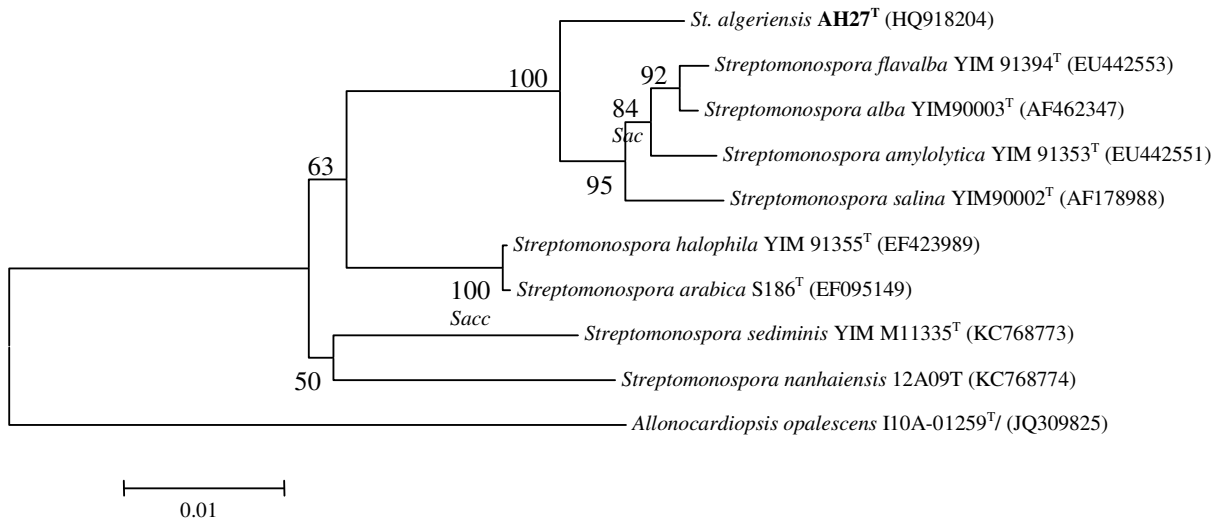 St. algeriensis AH27T (HQ918204)
Streptomonospora flavalba YIM 91394T (EU442553)
92
100
Streptomonospora alba YIM90003T (AF462347)
84
Sac
Streptomonospora amylolytica YIM 91353T (EU442551)
63
95
Streptomonospora salina YIM90002T (AF178988)
Streptomonospora halophila YIM 91355T (EF423989)
100
Streptomonospora arabica S186T (EF095149)
Sacc
Streptomonospora sediminis YIM M11335T (KC768773)
50
Streptomonospora nanhaiensis 12A09T (KC768774)
Allonocardiopsis opalescens I10A-01259T/ (JQ309825)
0.01